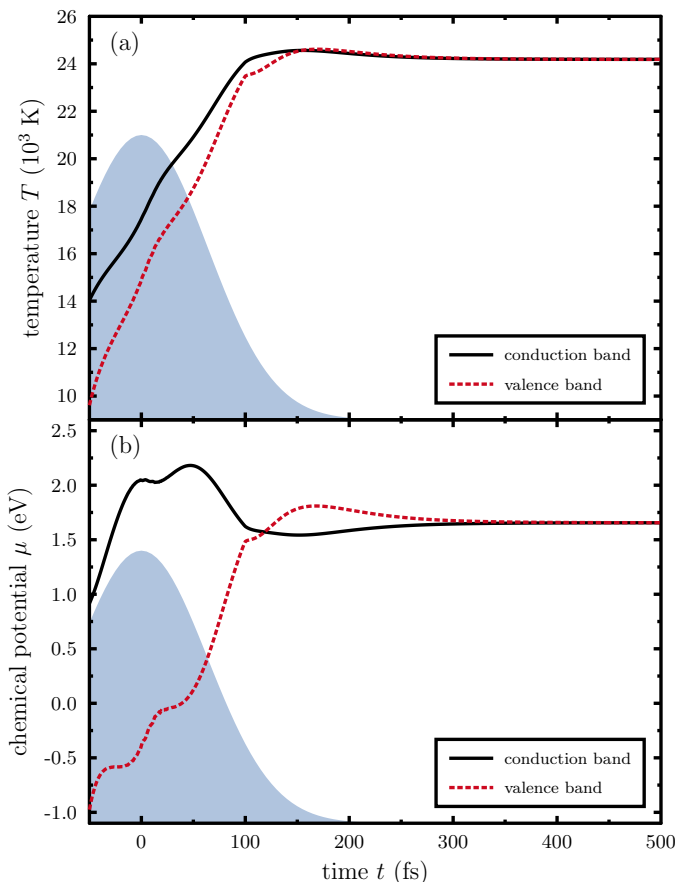 26
24
22
20
18
16
14
12
10
temperature T (10³ K)
(a)
conduction band
valence band
2.5
2.0
1.5
1.0
0.5
0.0
-0.5
-1.0
chemical potential μ (eV)
(b)
conduction band
valence band
0 100 200 300 400 500
time t (fs)